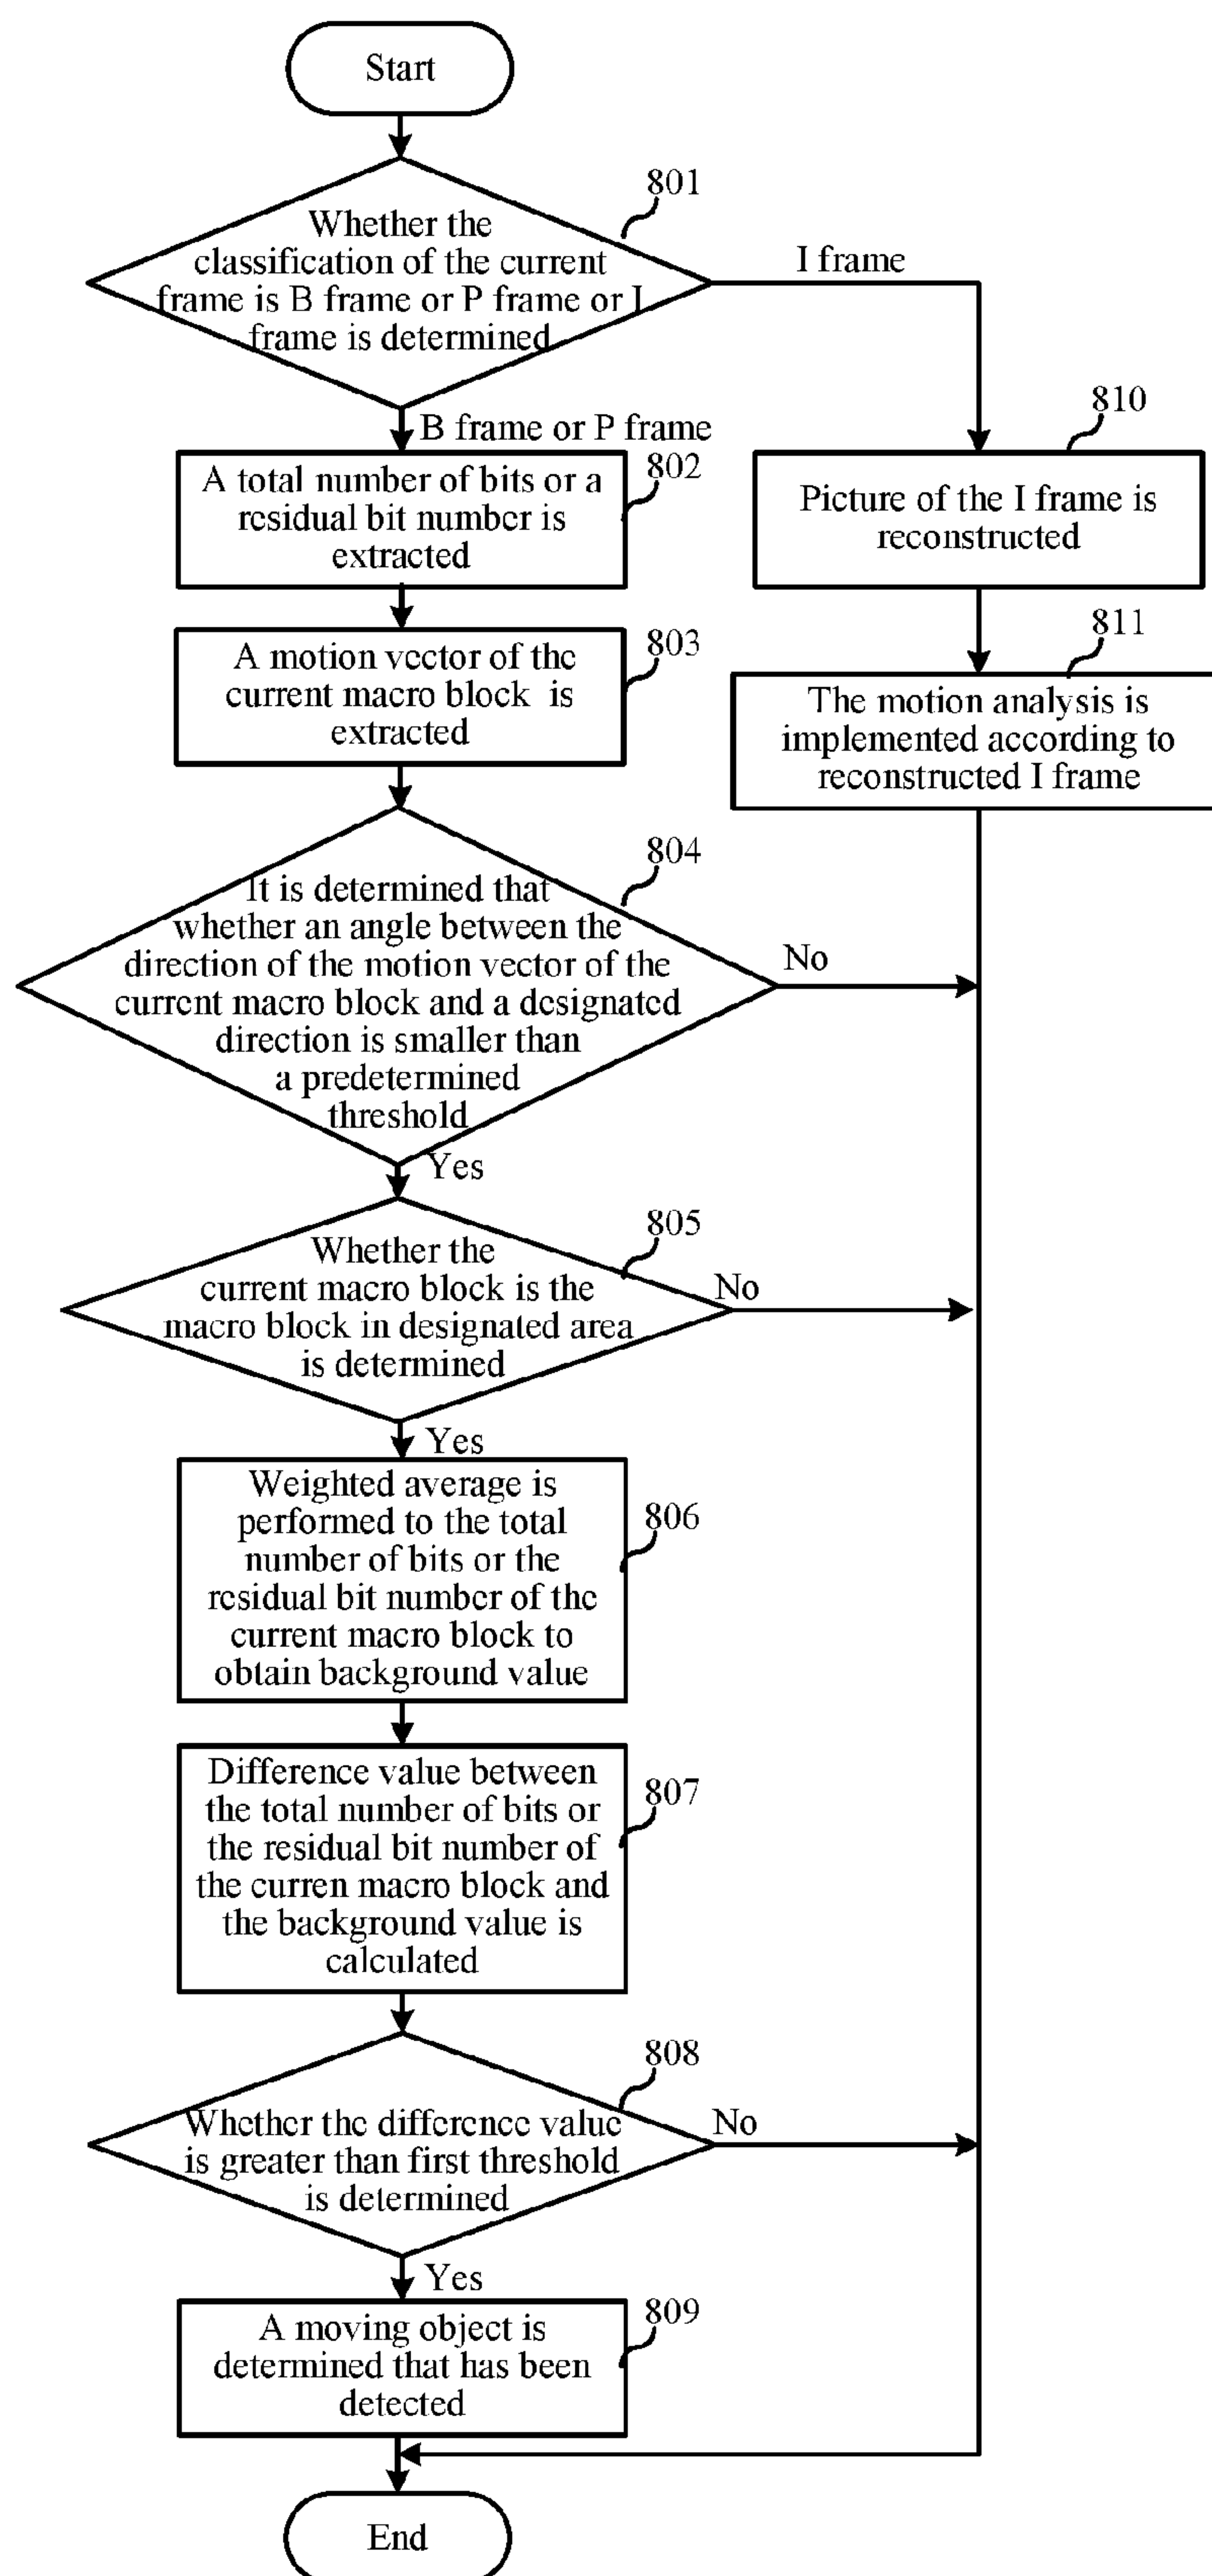 Start
801
Whether the
classification of the current
frame is B frame or P frame or I
frame is determined
I frame
B frame or P frame
802
A total number of bits or a
residual bit number is
extracted
810
Picture of the I frame is
reconstructed
803
A motion vector of the
current macro block is
extracted
811
The motion analysis is
implemented according to
reconstructed I frame
804
It is determined that
whether an angle between the
direction of the motion vector of the
current macro block and a designated
direction is smaller than
a predetermined
threshold
No
Yes
805
Whether the
current macro block is the
macro block in designated area
is determined
No
Yes
806
Weighted average is
performed to the total
number of bits or the
residual bit number of the
current macro block to
obtain background value
807
Difference value between
the total number of bits or
the residual bit number of
the curren macro block and
the background value is
calculated
808
Whether the difference value
is greater than first threshold
is determined
No
Yes
809
A moving object is
determined that has been
detected
End